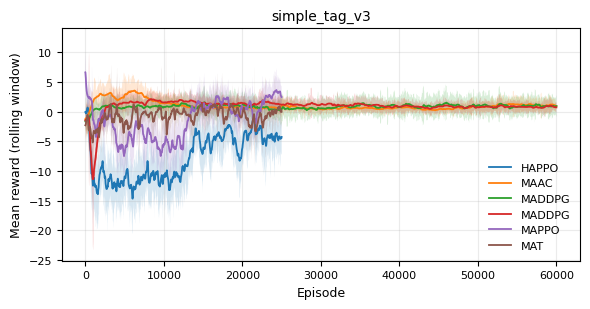 simple_tag_v3
Mean reward (rolling window)
10
5
0
−5
−10
−15
−20
−25
0
10000
20000
30000
40000
50000
60000
Episode
HAPPO
MAAC
MADDPG
MADDPG
MAPPO
MAT